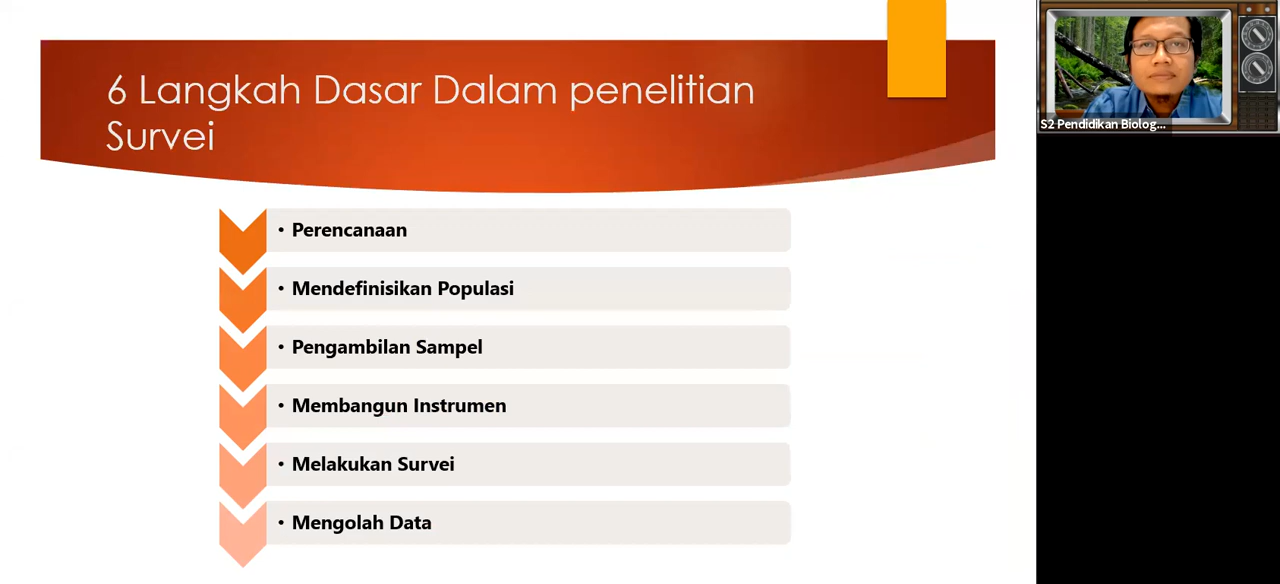 6 Langkah Dasar Dalam penelitian
Survei
• Perencanaan
• Mendefinisikan Populasi
• Pengambilan Sampel
• Membangun Instrumen
• Melakukan Survei
• Mengolah Data
S2 Pendidikan Biolog...